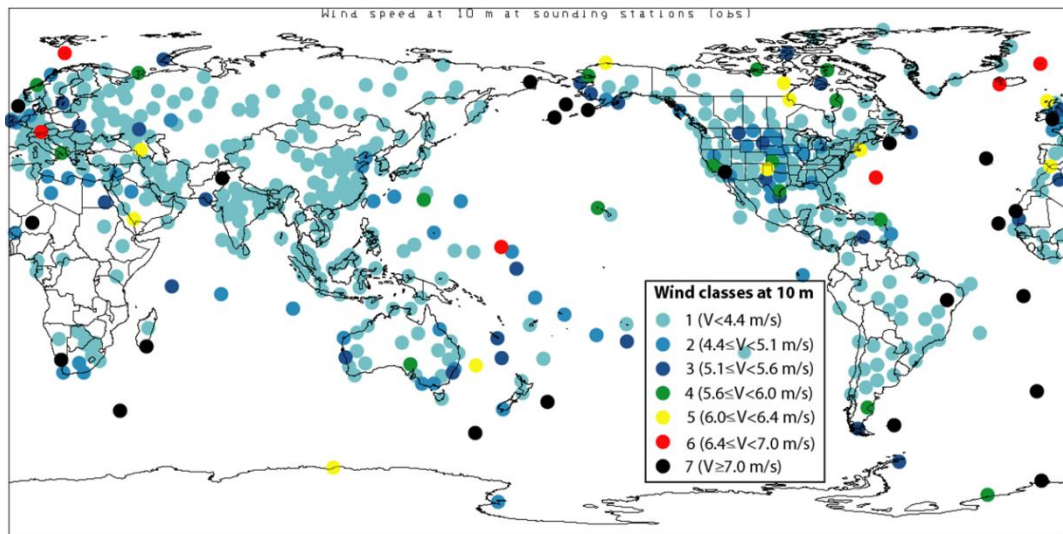 Wind speed at 10 m at sounding stations (obs)
Wind classes at 10 m
1 (V<4.4 m/s)
2 (4.4≤V<5.1 m/s)
3 (5.1≤V<5.6 m/s)
4 (5.6≤V<6.0 m/s)
5 (6.0≤V<6.4 m/s)
6 (6.4≤V<7.0 m/s)
7 (V≥7.0 m/s)